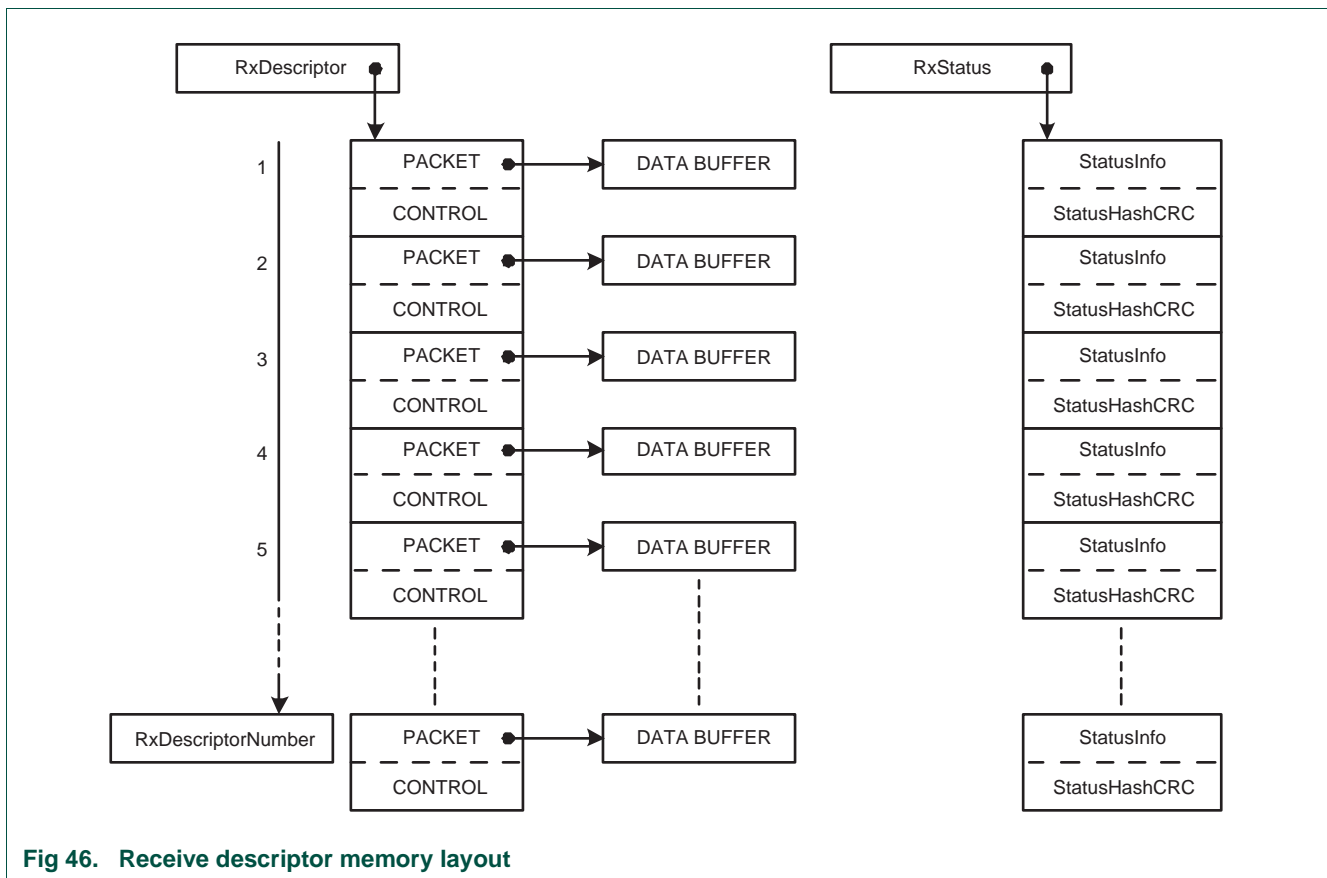 RxDescriptor
RxStatus
1
PACKET
DATA BUFFER
StatusInfo
CONTROL
StatusHashCRC
2
PACKET
DATA BUFFER
StatusInfo
CONTROL
StatusHashCRC
3
PACKET
DATA BUFFER
StatusInfo
CONTROL
StatusHashCRC
4
PACKET
DATA BUFFER
StatusInfo
CONTROL
StatusHashCRC
5
PACKET
DATA BUFFER
StatusInfo
CONTROL
StatusHashCRC
RxDescriptorNumber
PACKET
DATA BUFFER
StatusInfo
CONTROL
StatusHashCRC
Fig 46. Receive descriptor memory layout